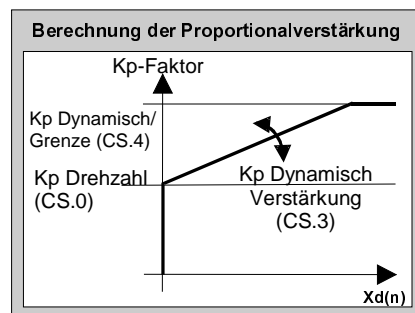 Berechnung der Proportionalverstärkung
Kp-Faktor
Kp Dynamisch/
Grenze (CS.4)
Kp Drehzahl
(CS.0)
Kp Dynamisch
Verstärkung
(CS.3)
Xd(n)